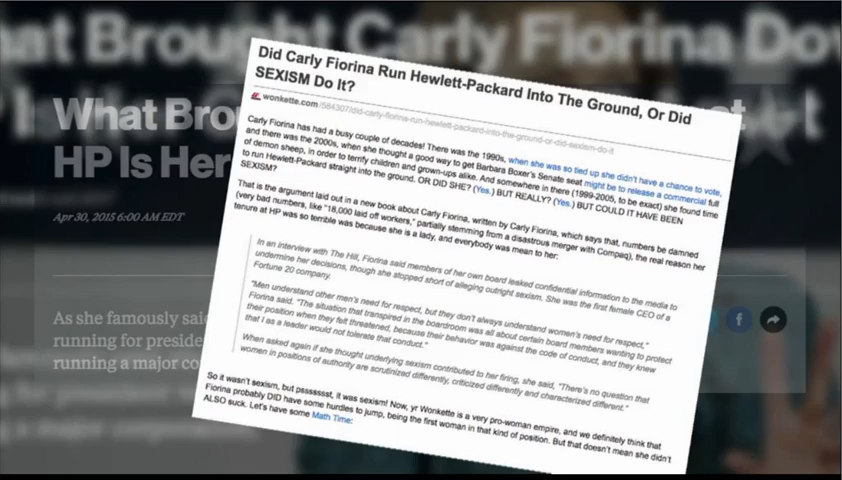 at Brought Carly Fiorina Do
What Bro
HP Is Her
Apr 30, 2015 6:00 AM EDT
As she famously sai
running for preside
running a major co
Did Carly Fiorina Run Hewlett-Packard Into The Ground, Or Did
SEXISM Do It?
wonkette.com/584307/did-carly-fiorina-run-hewlett-packard-into-the-ground-or-did-sexism-do-it
Carly Fiorina has had a busy couple of decades! There was the 1990s, when she was so tied up she didn't have a chance to vote,
and there was the 2000s, when she thought a good way to get Barbara Boxer's Senate seat might be to release a commercial full
of demon sheep, in order to terrify children and grown-ups alike. And somewhere in there (1999-2005, to be exact) she found time
to run Hewlett-Packard straight into the ground. OR DID SHE? (Yes.) BUT REALLY? (Yes.) BUT COULD IT HAVE BEEN
SEXISM?
That is the argument laid out in a new book about Carly Fiorina, written by Carly Fiorina, which says that, numbers be damned
(very bad numbers, like "18,000 laid off workers," partially stemming from a disastrous merger with Compaq), the real reason her
tenure at HP was so terrible was because she is a lady, and everybody was mean to her:
In an interview with The Hill, Fiorina said members of her own board leaked confidential information to the media to
undermine her decisions, though she stopped short of alleging outright sexism. She was the first female CEO of a
Fortune 20 company.
"Men understand other men's need for respect, but they don't always understand women's need for respect,"
Fiorina said. "The situation that transpired in the boardroom was all about certain board members wanting to protect
their position when they felt threatened, because their behavior was against the code of conduct, and they knew
that I as a leader would not tolerate that conduct."
When asked again if she thought underlying sexism contributed to her firing, she said, "There's no question that
women in positions of authority are scrutinized differently, criticized differently and characterized different."
So it wasn't sexism, but psssssssst, it was sexism! Now, yr Wonkette is a very pro-woman empire, and we definitely think that
Fiorina probably DID have some hurdles to jump, being the first woman in that kind of position. But that doesn't mean she didn't
ALSO suck. Let's have some Math Time: